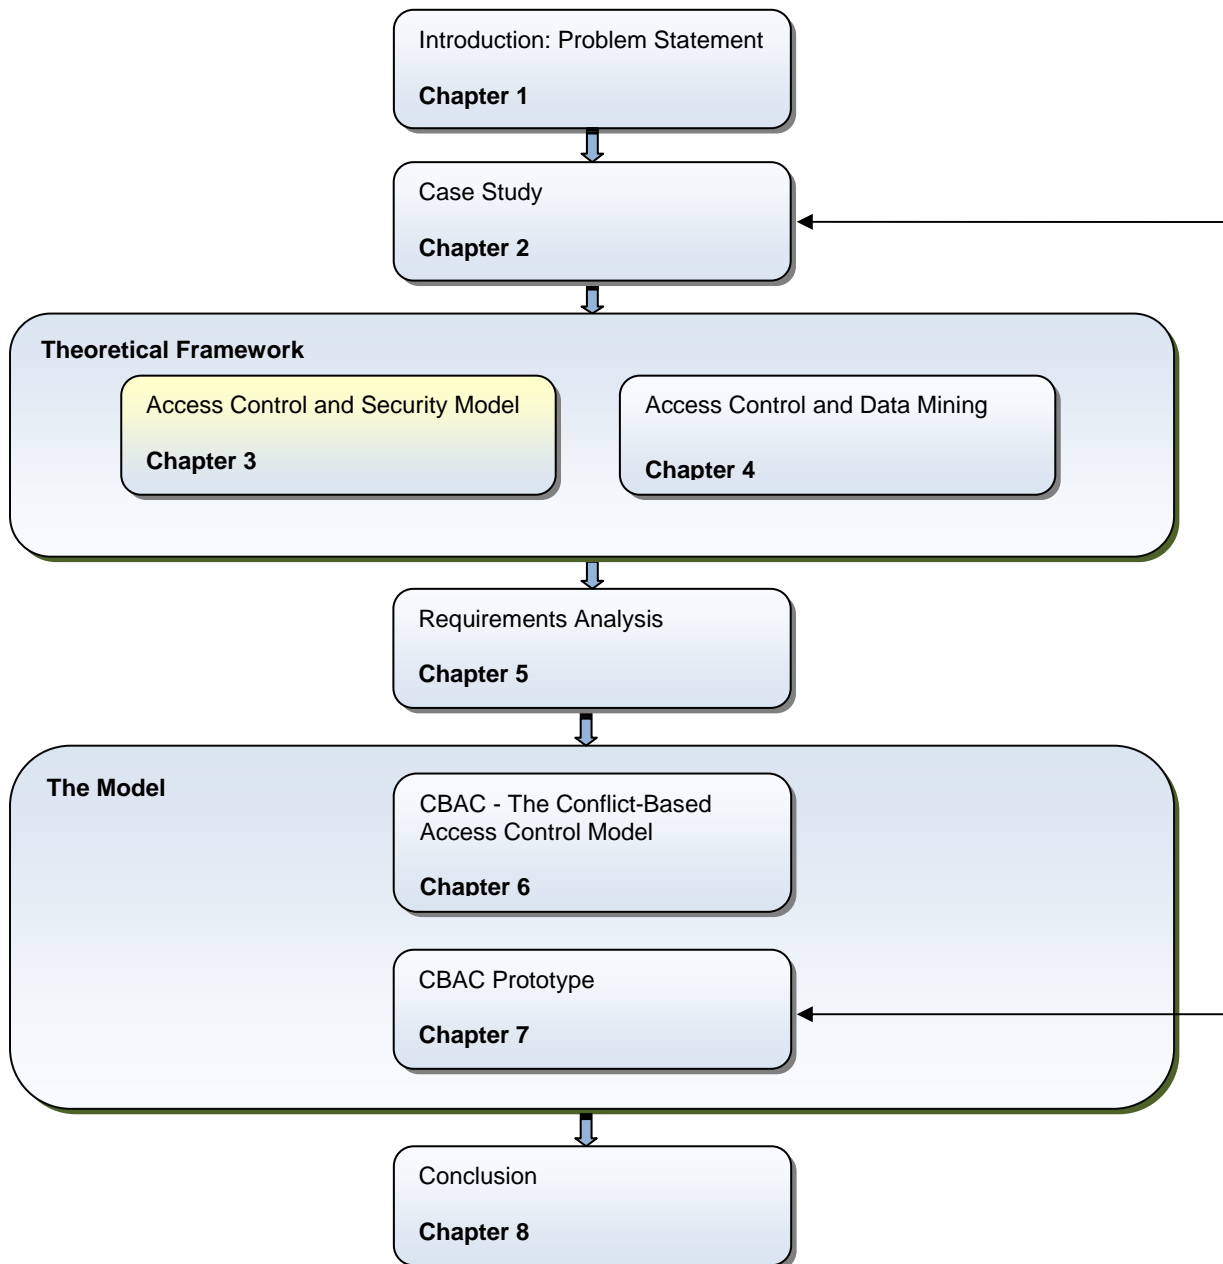 Introduction: Problem Statement
Chapter 1
Case Study
Chapter 2
Theoretical Framework
Access Control and Security Model
Chapter 3
Access Control and Data Mining
Chapter 4
Requirements Analysis
Chapter 5
The Model
CBAC - The Conflict-Based
Access Control Model
Chapter 6
CBAC Prototype
Chapter 7
Conclusion
Chapter 8